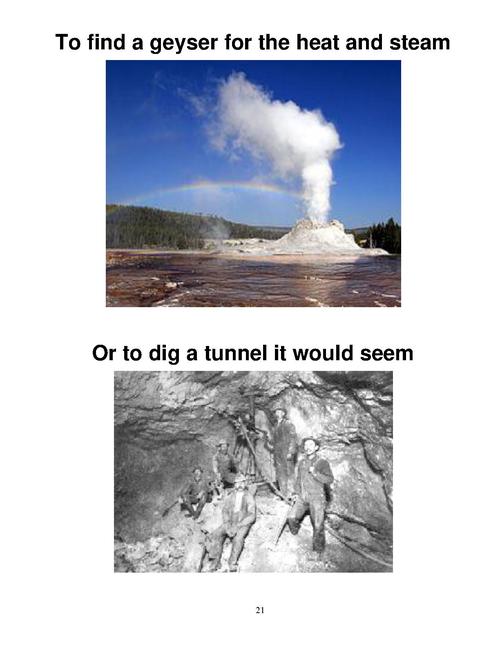 To find a geyser for the heat and steam
Or to dig a tunnel it would seem
21